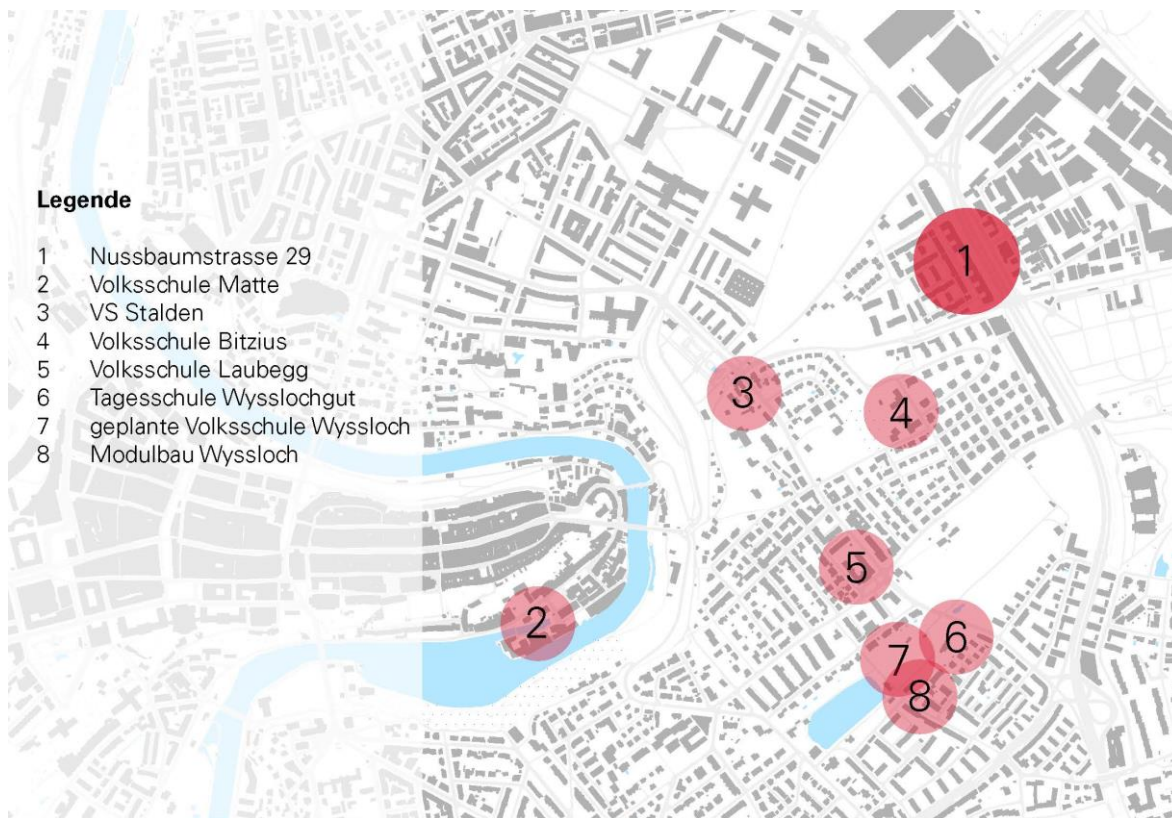 Legende
1 Nussbaumstrasse 29
2 Volksschule Matte
3 VS Stalden
4 Volksschule Bitzius
5 Volksschule Laubegg
6 Tagesschule Wysslochgut
7 geplante Volksschule Wyssloch
8 Modulbau Wyssloch
1
3
4
5
2
6
7
8